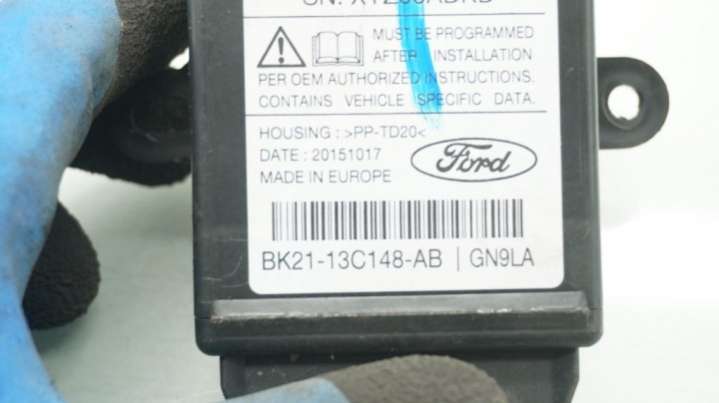 MUST BE PROGRAMMED
AFTER INSTALLATION
PER OEM AUTHORIZED INSTRUCTIONS.
CONTAINS VEHICLE SPECIFIC DATA.
HOUSING : >PP-TD20<
DATE : 20151017
MADE IN EUROPE
Ford
BK21-13C148-AB | GN9LA